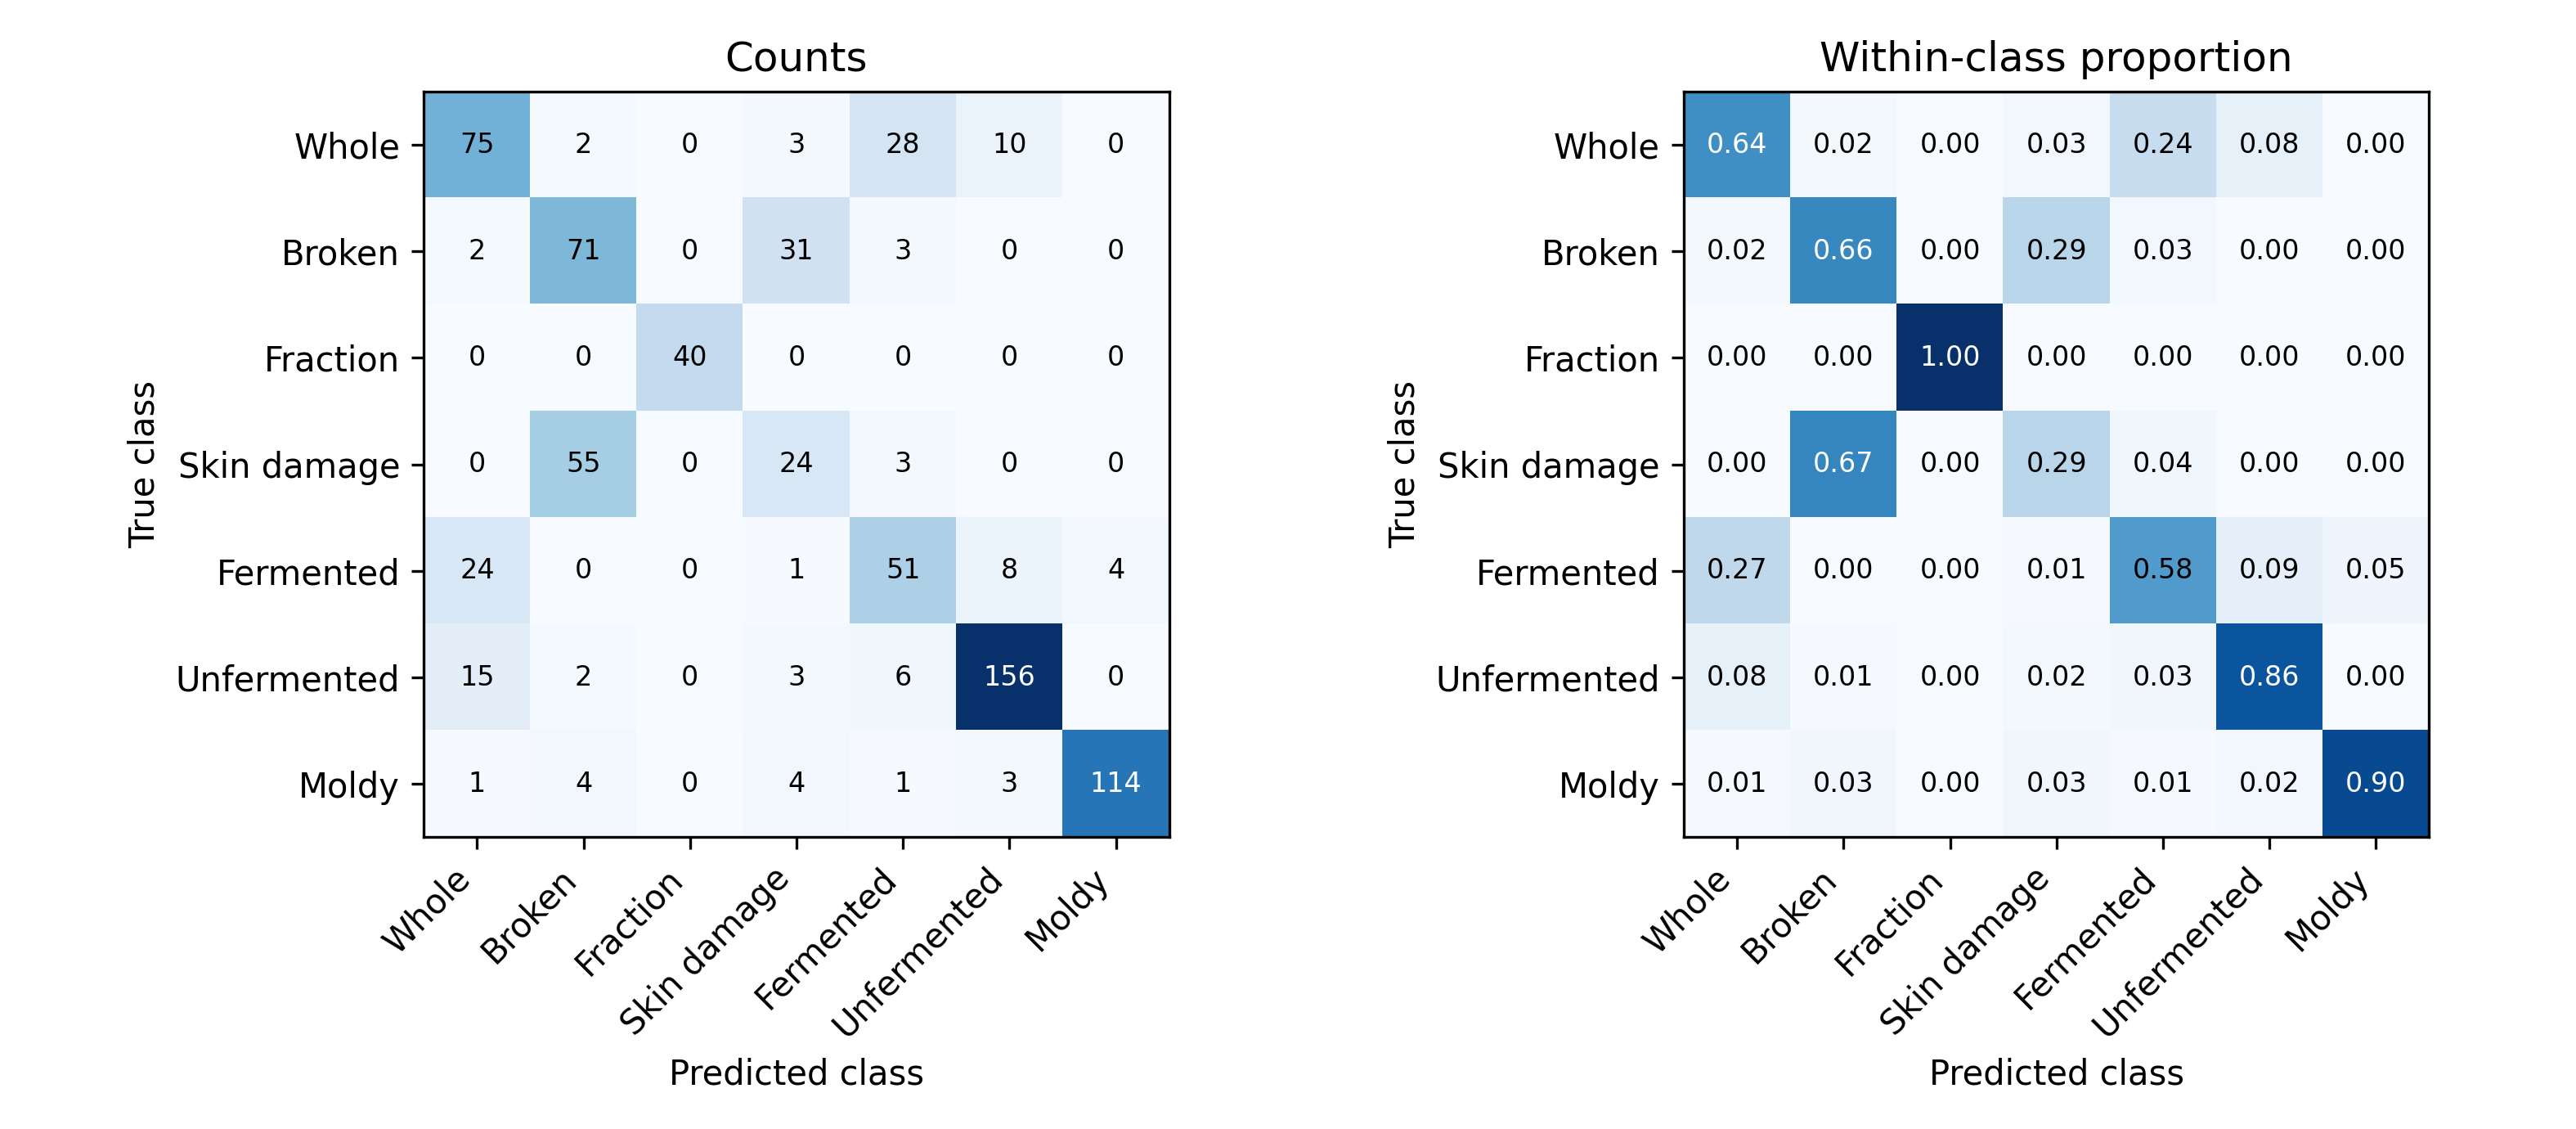 Counts
Whole 75 2 0 3 28 10 0
Broken 2 71 0 31 3 0 0
Fraction 0 0 40 0 0 0 0
Skin damage 0 55 0 24 3 0 0
Fermented 24 0 0 1 51 8 4
Unfermented 15 2 0 3 6 156 0
Moldy 1 4 0 4 1 3 114
True class
Whole Broken Fraction Skin damage Fermented Unfermented Moldy
Predicted class
Within-class proportion
Whole 0.64 0.02 0.00 0.03 0.24 0.08 0.00
Broken 0.02 0.66 0.00 0.29 0.03 0.00 0.00
Fraction 0.00 0.00 1.00 0.00 0.00 0.00 0.00
Skin damage 0.00 0.67 0.00 0.29 0.04 0.00 0.00
Fermented 0.27 0.00 0.00 0.01 0.58 0.09 0.05
Unfermented 0.08 0.01 0.00 0.02 0.03 0.86 0.00
Moldy 0.01 0.03 0.00 0.03 0.01 0.02 0.90
True class
Whole Broken Fraction Skin damage Fermented Unfermented Moldy
Predicted class